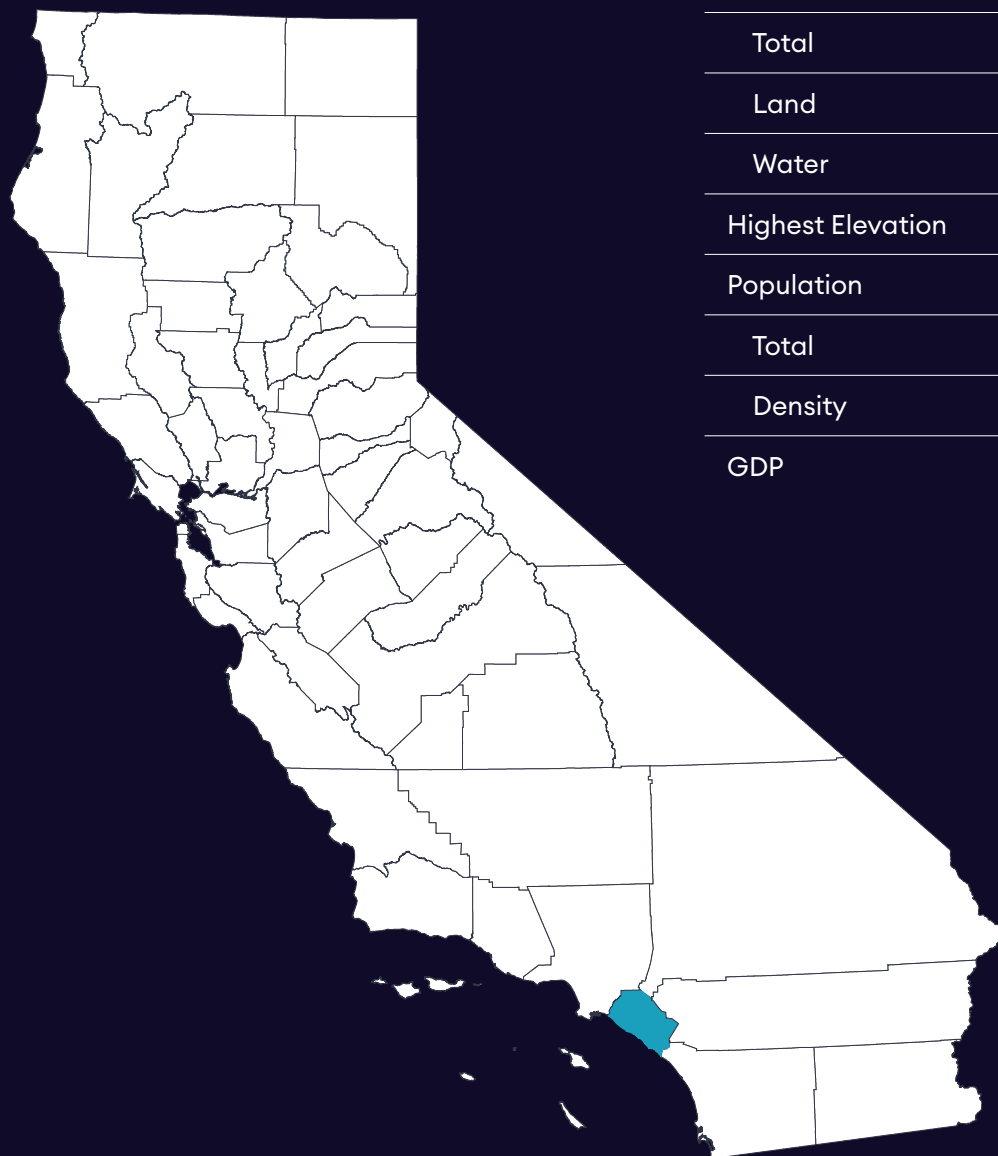 Total
Land
Water
Highest Elevation
Population
Total
Density
GDP